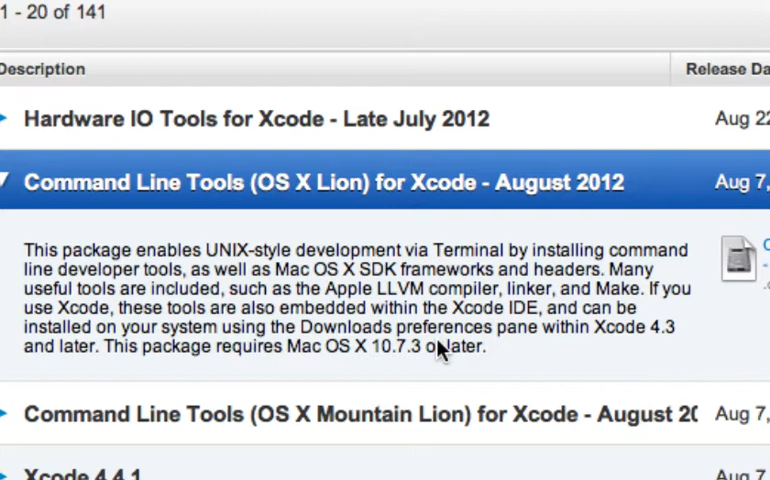 1 - 20 of 141
Description
Release Da
Hardware IO Tools for Xcode - Late July 2012
Aug 22
Command Line Tools (OS X Lion) for Xcode - August 2012
Aug 7,
This package enables UNIX-style development via Terminal by installing command
line developer tools, as well as Mac OS X SDK frameworks and headers. Many
useful tools are included, such as the Apple LLVM compiler, linker, and Make. If you
use Xcode, these tools are also embedded within the Xcode IDE, and can be
installed on your system using the Downloads preferences pane within Xcode 4.3
and later. This package requires Mac OS X 10.7.3 or later.
Command Line Tools (OS X Mountain Lion) for Xcode - August 20
Aug 7,
Xcode 4.4.1
Aug 7